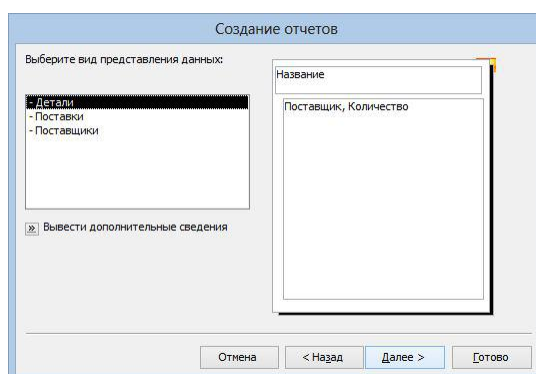 Создание отчетов
Выберите вид представления данных:
- Детали
- Поставки
- Поставщики
» Вывести дополнительные сведения
Название
Поставщик, Количество
Отмена
< Назад
Далее >
Готово